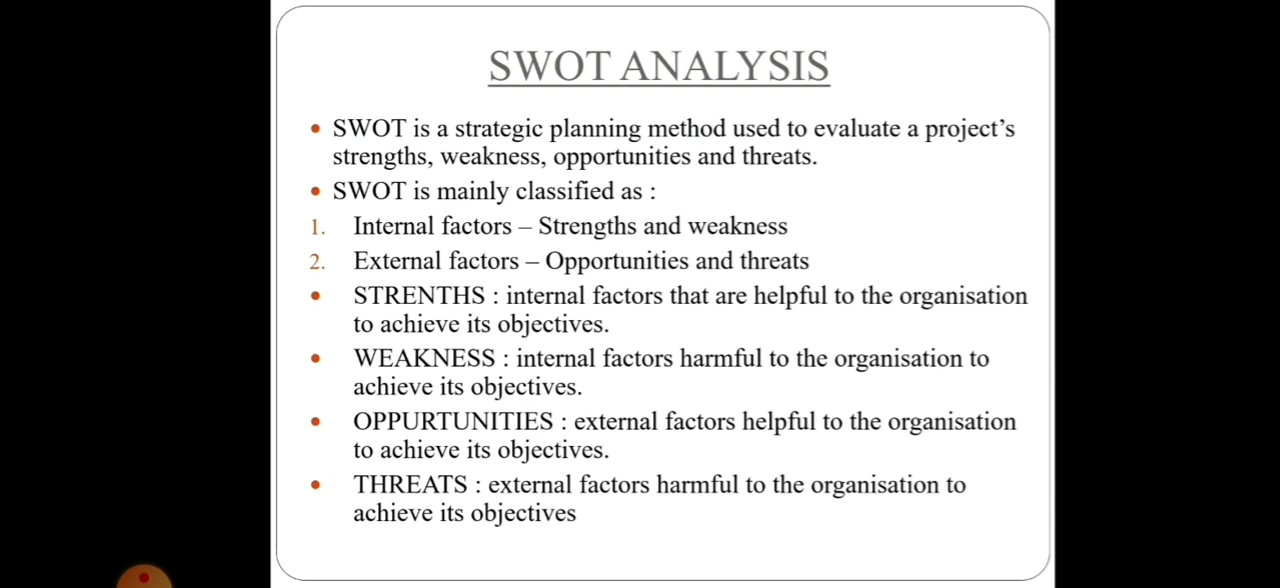 SWOT ANALYSIS
• SWOT is a strategic planning method used to evaluate a project’s
strengths, weakness, opportunities and threats.
• SWOT is mainly classified as :
1. Internal factors – Strengths and weakness
2. External factors – Opportunities and threats
• STRENTHS : internal factors that are helpful to the organisation
to achieve its objectives.
• WEAKNESS : internal factors harmful to the organisation to
achieve its objectives.
• OPPURTUNITIES : external factors helpful to the organisation
to achieve its objectives.
• THREATS : external factors harmful to the organisation to
achieve its objectives